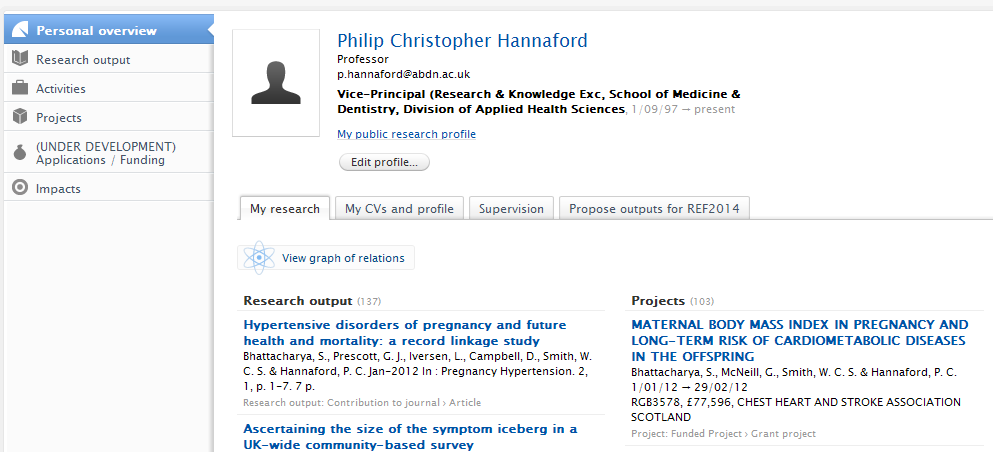 Personal overview
Research output
Activities
Projects
(UNDER DEVELOPMENT)
Applications / Funding
Impacts
Philip Christopher Hannaford
Professor
p.hannaford@abdn.ac.uk
Vice-Principal (Research & Knowledge Exc, School of Medicine &
Dentistry, Division of Applied Health Sciences, 1/09/97 → present
My public research profile
Edit profile...
My research
My CVs and profile
Supervision
Propose outputs for REF2014
View graph of relations
Research output (137)
Hypertensive disorders of pregnancy and future
health and mortality: a record linkage study
Bhattacharya, S., Prescott, G. J., Iversen, L., Campbell, D., Smith, W.
C. S. & Hannaford, P. C. Jan-2012 In : Pregnancy Hypertension. 2,
1, p. 1-7. 7 p.
Research output: Contribution to journal › Article
Ascertaining the size of the symptom iceberg in a
UK-wide community-based survey
Projects (103)
MATERNAL BODY MASS INDEX IN PREGNANCY AND
LONG-TERM RISK OF CARDIOMETABOLIC DISEASES
IN THE OFFSPRING
Bhattacharya, S., McNeill, G., Smith, W. C. S. & Hannaford, P. C.
1/01/12 → 29/02/12
RGB3578, £77,596, CHEST HEART AND STROKE ASSOCIATION
SCOTLAND
Project: Funded Project › Grant project